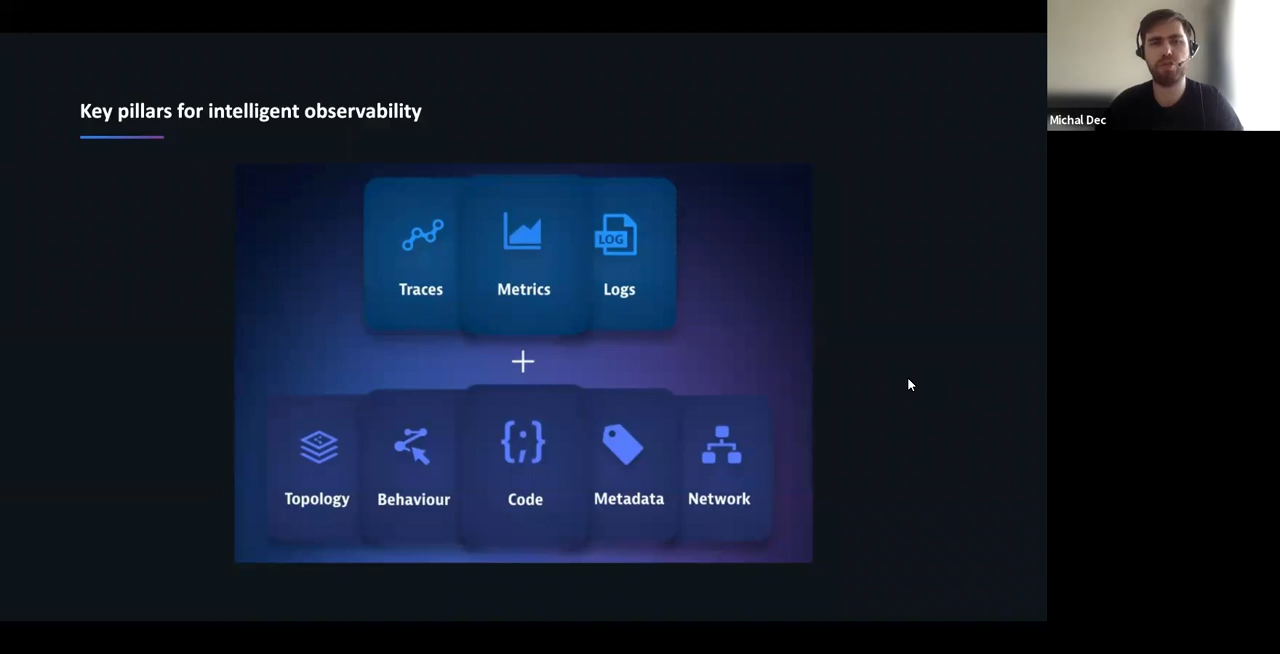 Key pillars for intelligent observability
Michal Dec
LOG
Traces Metrics Logs
+
{;}
Topology Behaviour Code Metadata Network